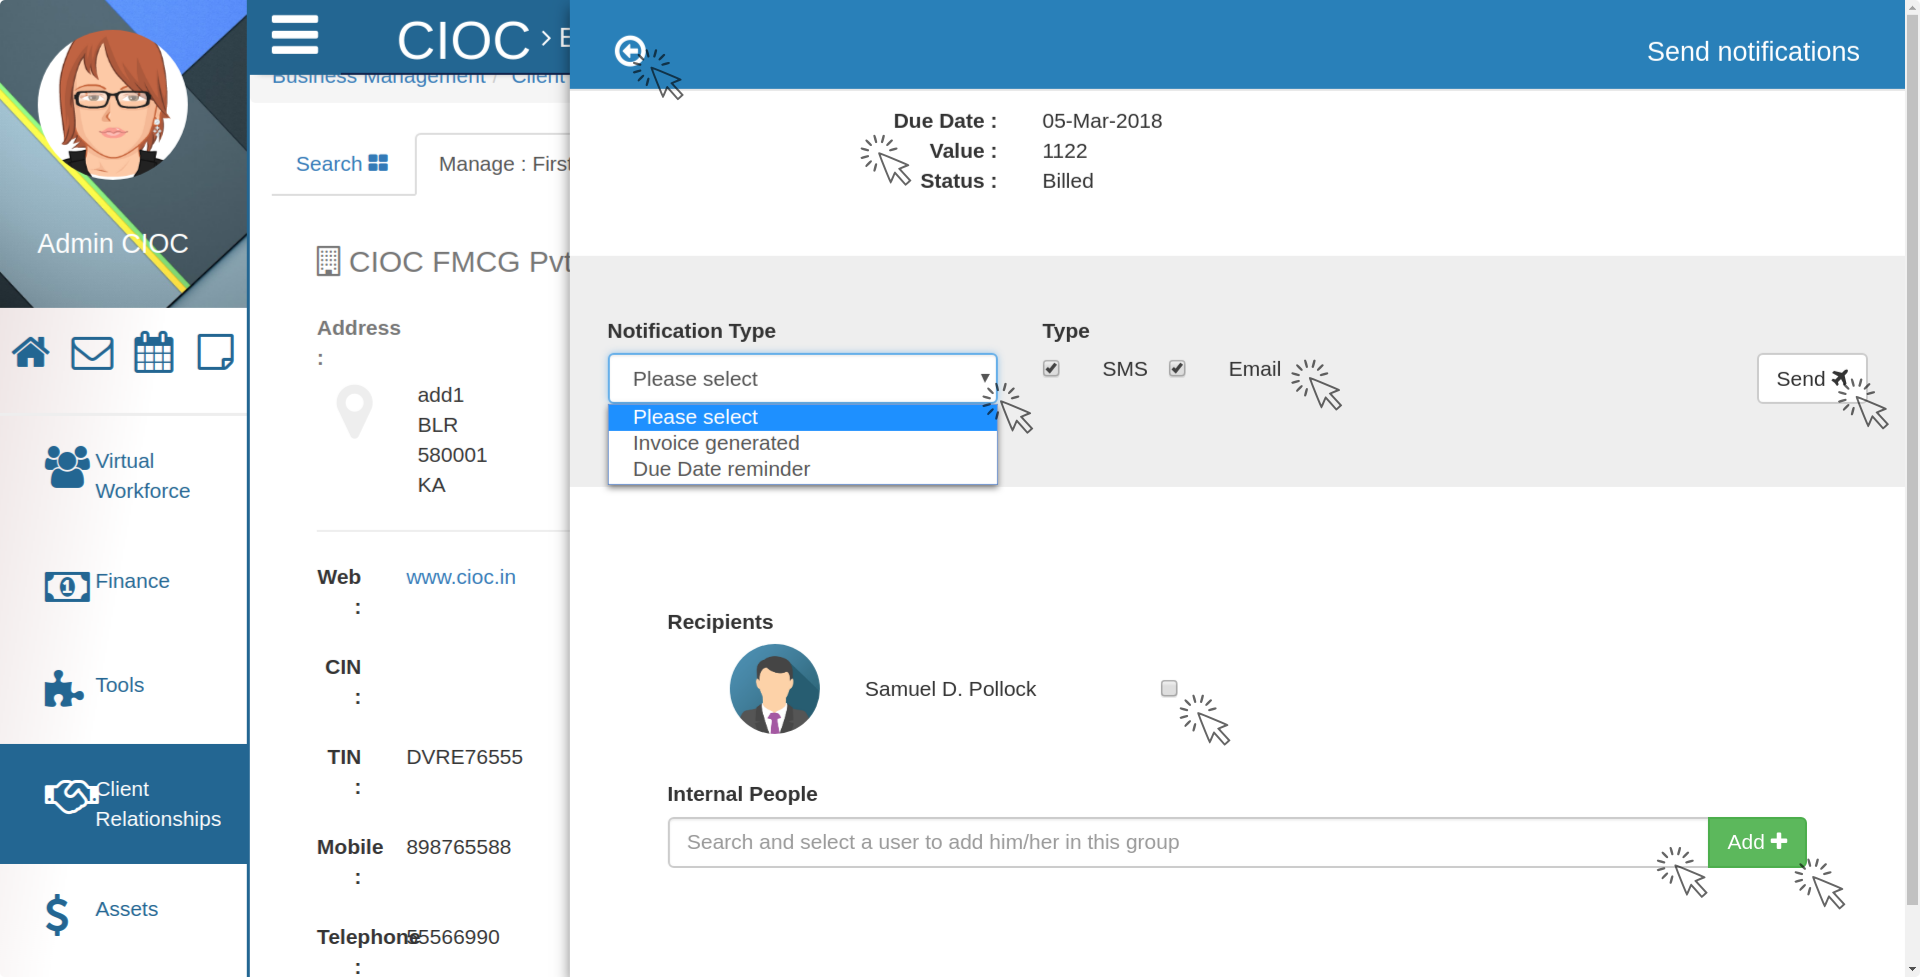 Admin CIOC
Virtual
Workforce
Finance
Tools
Client
Relationships
Assets
CIOC
Business Management / Client
Search
Manage : First
CIOC FMCG Pvt
Address
:
add1
BLR
580001
KA
Web
:
www.cioc.in
CIN
:
TIN
:
DVRE76555
Mobile
:
898765588
Telephone
:
55566990
Send notifications
Due Date : 05-Mar-2018
Value : 1122
Status : Billed
Notification Type
Please select
Please select
Invoice generated
Due Date reminder
Type
SMS
Email
Send
Recipients
Samuel D. Pollock
Internal People
Search and select a user to add him/her in this group
Add